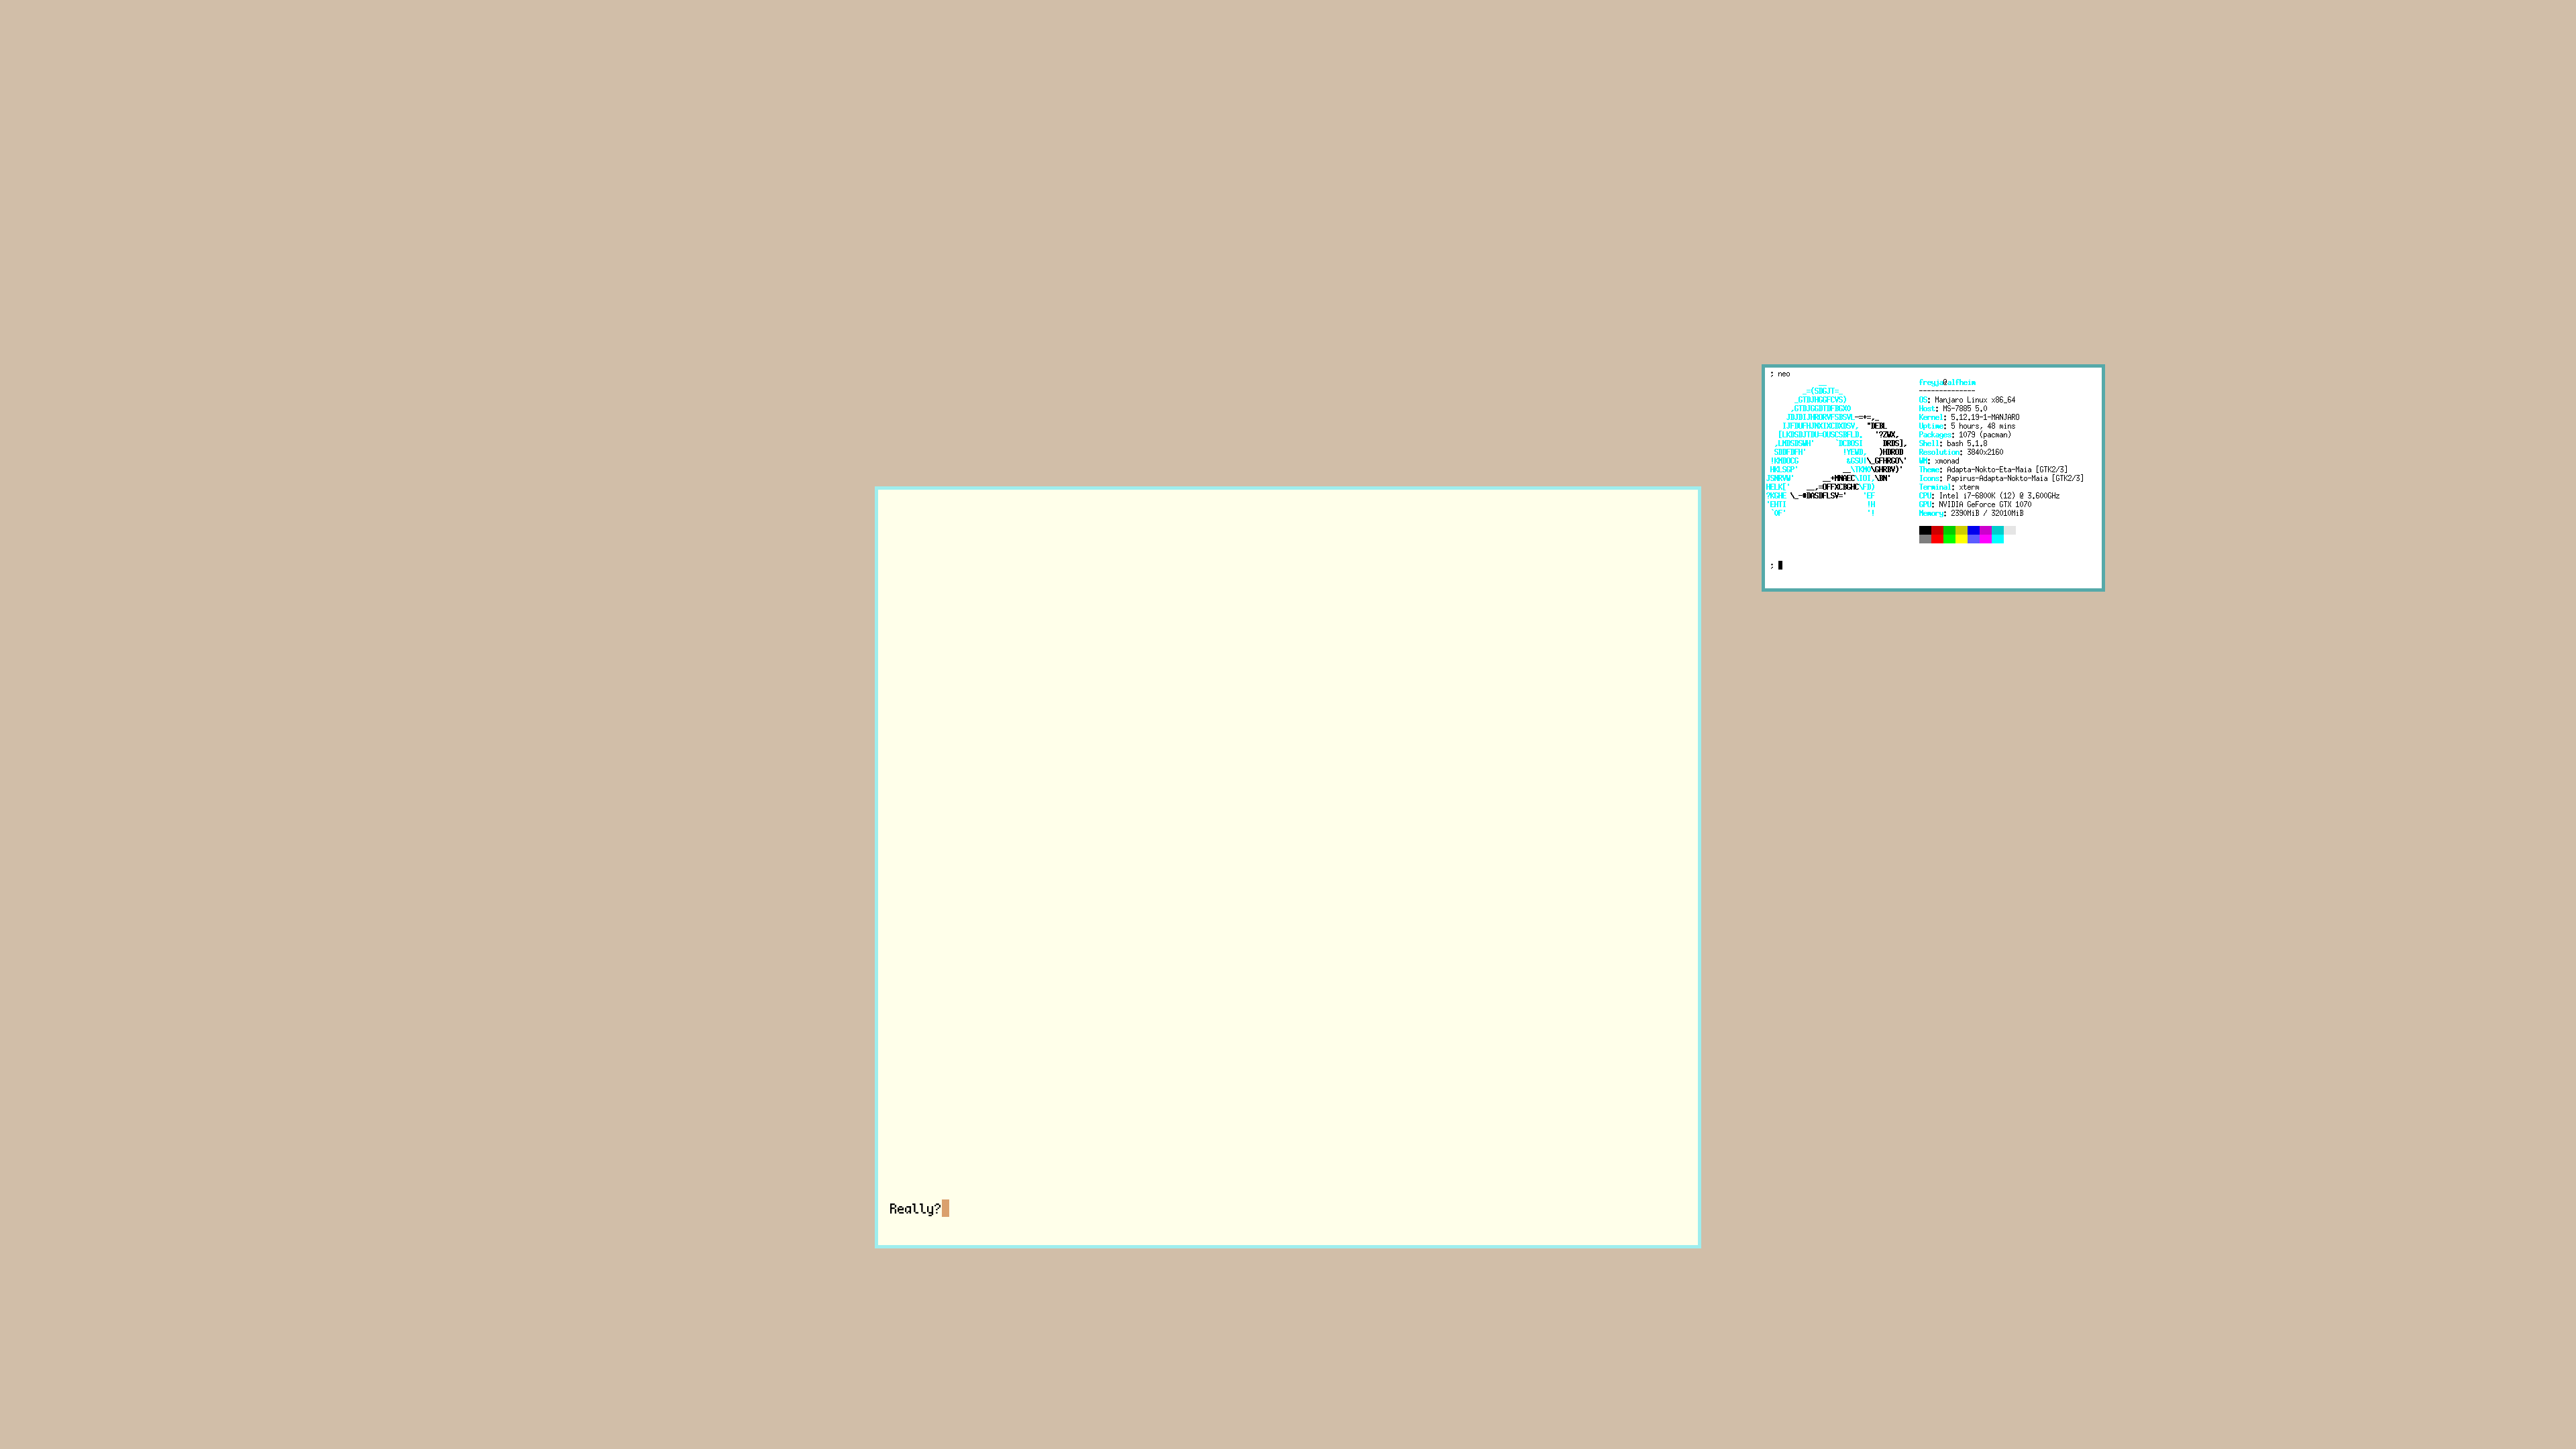 ; neo
freyja@alfheim
--------------
OS: Manjaro Linux x86_64
Host: MS-7885 5.0
Kernel: 5.12.19-1-MANJARO
Uptime: 5 hours, 48 mins
Packages: 1079 (pacman)
Shell: bash 5.1.8
Resolution: 3840x2160
WM: xmonad
Theme: Adapta-Nokto-Eta-Maia [GTK2/3]
Icons: Papirus-Adapta-Nokto-Maia [GTK2/3]
Terminal: xterm
CPU: Intel i7-6800K (12) @ 3.600GHz
GPU: NVIDIA GeForce GTX 1070
Memory: 2390MiB / 32010MiB
;
Really?